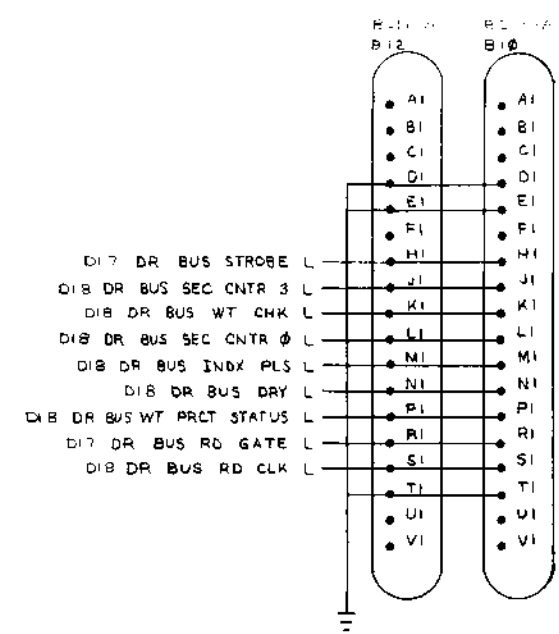 B12 B1Ø
A1 A1
B1 B1
C1 C1
D1 D1
E1 E1
F1 F1
D17 DR BUS STROBE L H1 H1
D18 DR BUS SEC CNTR 3 L J1 J1
D18 DR BUS WT CHK L K1 K1
D18 DR BUS SEC CNTR Ø L L1 L1
D18 DR BUS INDX PLS L M1 M1
D18 DR BUS DRY L N1 N1
D18 DR BUS WT PRCT STATUS L P1 P1
D17 DR BUS RD GATE L R1 R1
D18 DR BUS RD CLK L S1 S1
T1 T1
U1 U1
V1 V1